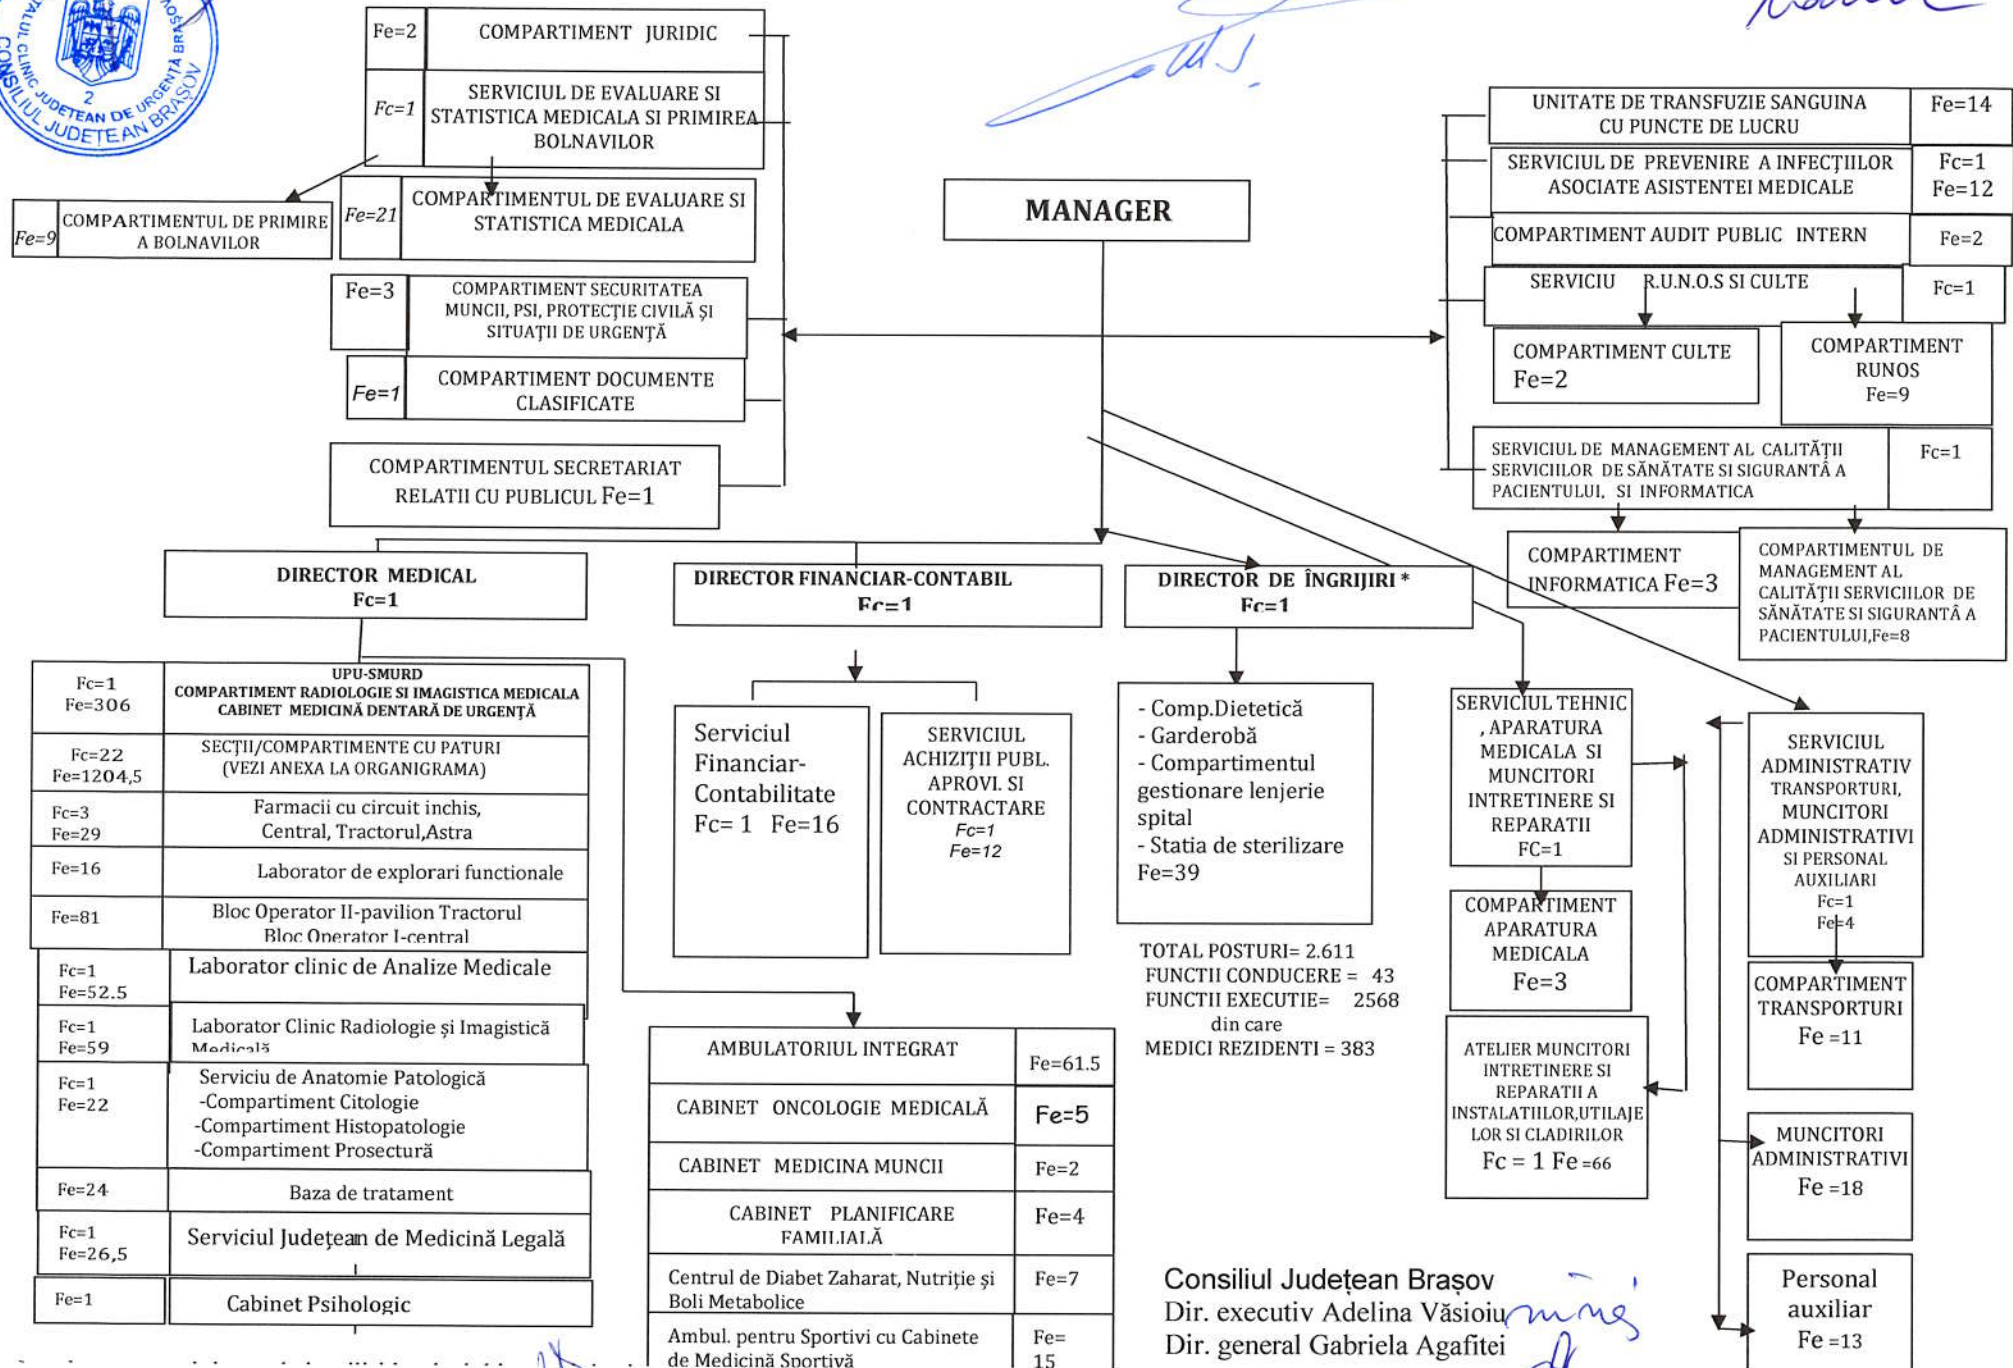 CONSILIUL JUDEȚEAN BRAȘOV
2
Fe=2
COMPARTIMENT JURIDIC
Fc=1
SERVICIUL DE EVALUARE SI
STATISTICA MEDICALA SI PRIMIREA
BOLNAVILOR
Fe=9
COMPARTIMENTUL DE PRIMIRE
A BOLNAVILOR
Fe=21
COMPARTIMENTUL DE EVALUARE SI
STATISTICA MEDICALA
Fe=3
COMPARTIMENT SECURITATEA
MUNCII, PSI, PROTECȚIE CIVILĂ ȘI
SITUAȚII DE URGENȚĂ
Fe=1
COMPARTIMENT DOCUMENTE
CLASIFICATE
COMPARTIMENTUL SECRETARIAT
RELATII CU PUBLICUL Fe=1
MANAGER
UNITATE DE TRANSFUZIE SANGUINA
CU PUNCTE DE LUCRU
Fe=14
SERVICIUL DE PREVENIRE A INFECȚIILOR
ASOCIATE ASISTENTEI MEDICALE
Fc=1
Fe=12
COMPARTIMENT AUDIT PUBLIC INTERN
Fe=2
SERVICIU R.U.N.O.S SI CULTE
Fc=1
COMPARTIMENT CULTE
Fe=2
COMPARTIMENT
RUNOS
Fe=9
SERVICIUL DE MANAGEMENT AL CALITĂȚII
SERVICIILOR DE SĂNĂTATE SI SIGURANTÂ A
PACIENTULUI, SI INFORMATICA
Fc=1
COMPARTIMENT
INFORMATICA Fe=3
COMPARTIMENTUL DE
MANAGEMENT AL
CALITĂȚII SERVICIILOR DE
SĂNĂTATE SI SIGURANTÂ A
PACIENTULUI,Fe=8
DIRECTOR MEDICAL
Fc=1
DIRECTOR FINANCIAR-CONTABIL
Fc=1
DIRECTOR DE ÎNGRIJIRI *
Fc=1
Fc=1
Fe=306
UPU-SMURD
COMPARTIMENT RADIOLOGIE SI IMAGISTICA MEDICALA
CABINET MEDICINĂ DENTARĂ DE URGENȚĂ
Fc=22
Fe=1204,5
SECȚII/COMPARTIMENTE CU PATURI
(VEZI ANEXA LA ORGANIGRAMA)
Fc=3
Fe=29
Farmacii cu circuit inchis,
Central, Tractorul,Astra
Fe=16
Laborator de explorari functionale
Fe=81
Bloc Operator II-pavilion Tractorul
Bloc Operator I-central
Fc=1
Fe=52.5
Laborator clinic de Analize Medicale
Fc=1
Fe=59
Laborator Clinic Radiologie și Imagistică
Medicală
Fc=1
Fe=22
Serviciu de Anatomie Patologică
-Compartiment Citologie
-Compartiment Histopatologie
-Compartiment Prosectură
Fe=24
Baza de tratament
Fc=1
Fe=26,5
Serviciul Județean de Medicină Legală
Fe=1
Cabinet Psihologic
Serviciul
Financiar-
Contabilitate
Fc= 1 Fe=16
SERVICIUL
ACHIZIȚII PUBL.
APROVI. SI
CONTRACTARE
Fc=1
Fe=12
- Comp.Dietetică
- Garderobă
- Compartimentul
gestionare lenjerie
spital
- Statia de sterilizare
Fe=39
TOTAL POSTURI= 2.611
FUNCTII CONDUCERE = 43
FUNCTII EXECUTIE= 2568
din care
MEDICI REZIDENTI = 383
AMBULATORIUL INTEGRAT
Fe=61.5
CABINET ONCOLOGIE MEDICALĂ
Fe=5
CABINET MEDICINA MUNCII
Fe=2
CABINET PLANIFICARE
FAMILIALĂ
Fe=4
Centrul de Diabet Zaharat, Nutriție și
Boli Metabolice
Fe=7
Ambul. pentru Sportivi cu Cabinete
de Medicină Sportivă
Fe=
15
SERVICIUL TEHNIC
, APARATURA
MEDICALA SI
MUNCITORI
INTRETINERE SI
REPARATII
FC=1
COMPARTIMENT
APARATURA
MEDICALA
Fe=3
ATELIER MUNCITORI
INTRETINERE SI
REPARATII A
INSTALATIILOR,UTILAJE
LOR SI CLADIRILOR
Fc = 1 Fe =66
SERVICIUL
ADMINISTRATIV
TRANSPORTURI,
MUNCITORI
ADMINISTRATIVI
SI PERSONAL
AUXILIARI
Fc=1
Fe=4
COMPARTIMENT
TRANSPORTURI
Fe =11
MUNCITORI
ADMINISTRATIVI
Fe =18
Personal
auxiliar
Fe =13
Consiliul Județean Brașov
Dir. executiv Adelina Văsioiu
Dir. general Gabriela Agafitei